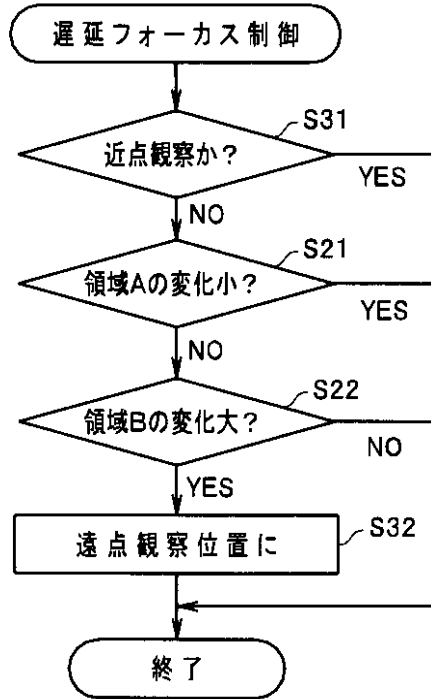 遅延フォーカス制御
S31
近点観察か?
YES
NO
S21
領域Aの変化小?
YES
NO
S22
領域Bの変化大?
NO
YES
S32
遠点観察位置に
終了